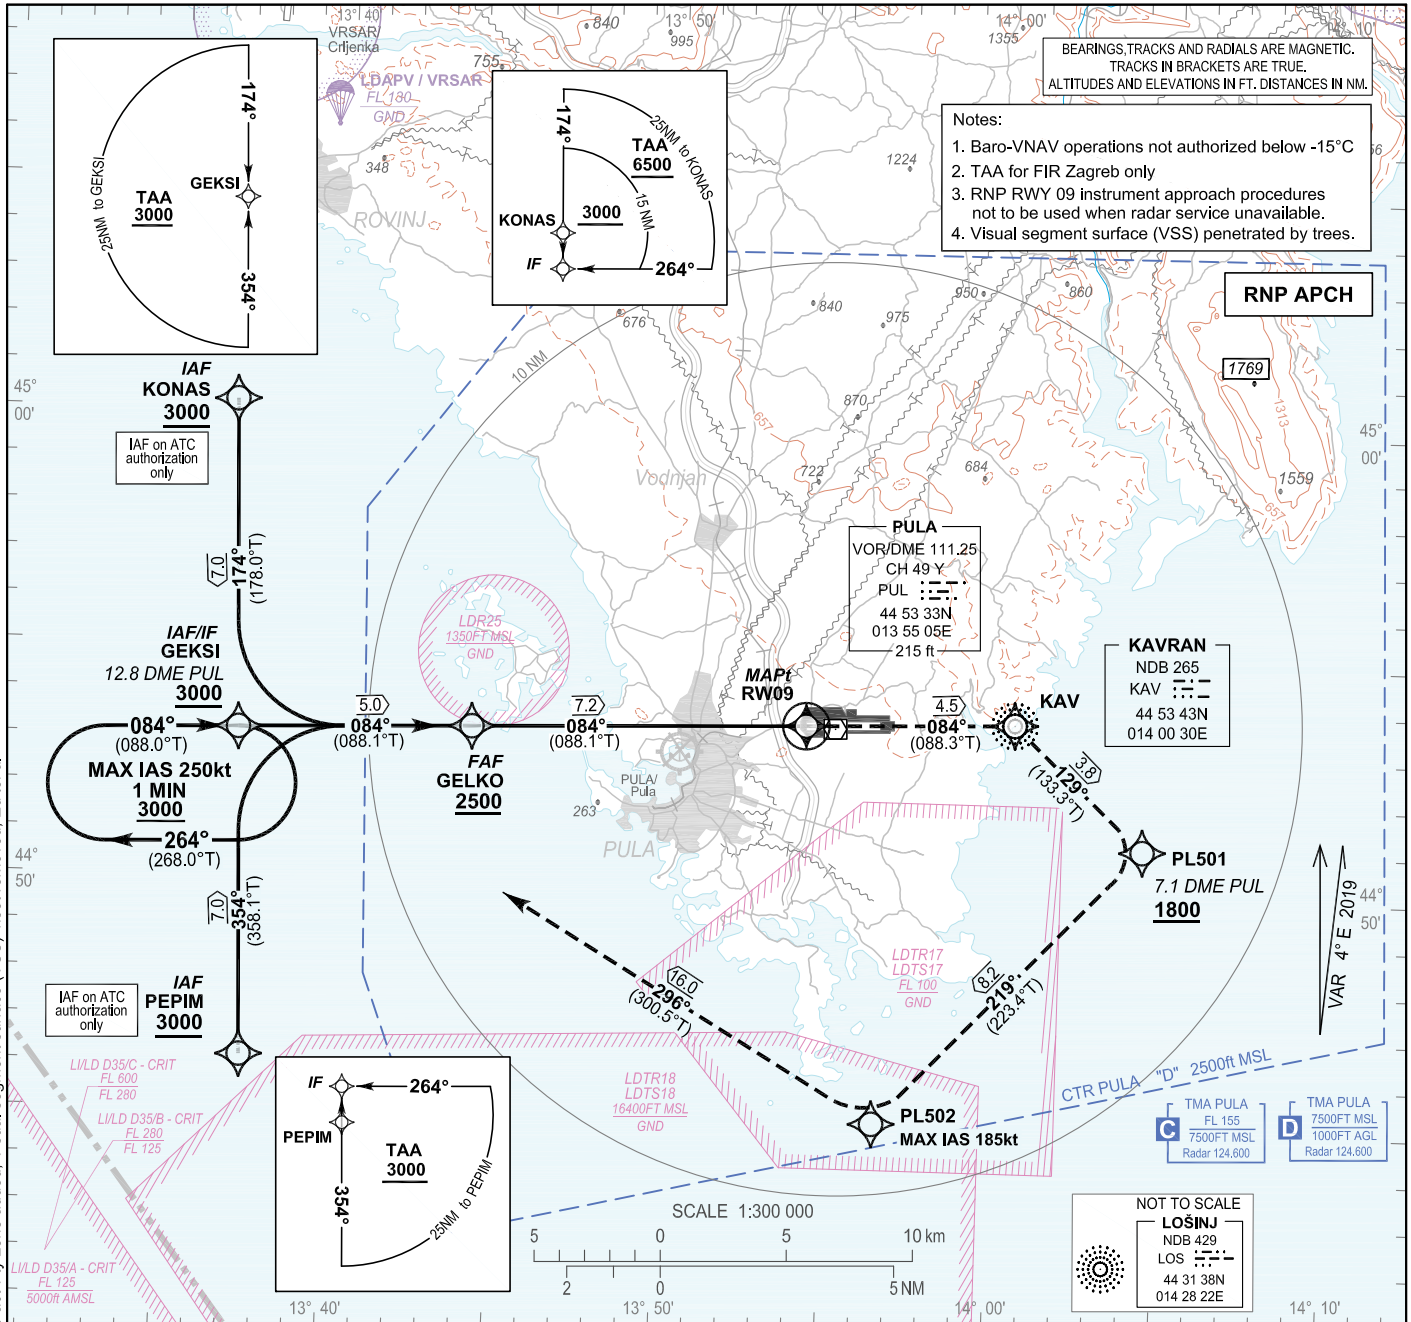 13° 40'
13° 50'
14° 00'
14° 10'
VRSAR/
Crljenka
840
995
1355
755
LDAPV / VRSAR
FL 130
GND
348
ROVINJ
BEARINGS,TRACKS AND RADIALS ARE MAGNETIC.
TRACKS IN BRACKETS ARE TRUE.
ALTITUDES AND ELEVATIONS IN FT. DISTANCES IN NM.
Notes:
1. Baro-VNAV operations not authorized below -15°C
2. TAA for FIR Zagreb only
3. RNP RWY 09 instrument approach procedures
not to be used when radar service unavailable.
4. Visual segment surface (VSS) penetrated by trees.
RNP APCH
174°
GEKSI
TAA
3000
354°
25NM to GEKSI
174°
TAA
6500
25NM to KONAS
15 NM
KONAS
3000
IF
264°
1224
676
840
975
950
860
1769
1313
1559
657
657
870
722
684
10 NM
Vodnjan
45°
00'
45°
00'
IAF
KONAS
3000
IAF on ATC
authorization
only
7.0
174°
(178.0°T)
IAF/IF
GEKSI
12.8 DME PUL
3000
084°
(088.0°T)
MAX IAS 250kt
1 MIN
3000
264°
(268.0°T)
5.0
084°
(088.1°T)
LDR25
1350FT MSL
GND
FAF
GELKO
2500
7.2
084°
(088.1°T)
MAPt
RW09
PULA
VOR/DME 111.25
CH 49 Y
PUL
44 53 33N
013 55 05E
215 ft
4.5
084°
(088.3°T)
KAV
KAVRAN
NDB 265
KAV
44 53 43N
014 00 30E
3.8
129°
(133.3°T)
PL501
7.1 DME PUL
1800
PULA/
Pula
263
PULA
44°
50'
44°
50'
VAR 4° E 2019
7.0
354°
(358.1°T)
IAF
PEPIM
3000
IAF on ATC
authorization
only
16.0
296°
(300.5°T)
8.2
219°
(223.4°T)
LDTR17
LDTS17
FL 100
GND
LDTR18
LDTS18
16400FT MSL
GND
PL502
MAX IAS 185kt
CTR PULA "D" 2500ft MSL
C
TMA PULA
FL 155
7500FT MSL
Radar 124.600
D
TMA PULA
7500FT MSL
1000FT AGL
Radar 124.600
LI/LD D35/C - CRIT
FL 600
FL 280
LI/LD D35/B - CRIT
FL 280
FL 125
LI/LD D35/A - CRIT
FL 125
5000ft AMSL
IF
264°
PEPIM
TAA
3000
354°
25NM to PEPIM
SCALE 1:300 000
5 0 5 10 km
2 0 5 NM
NOT TO SCALE
LOŠINJ
NDB 429
LOS
44 31 38N
014 28 22E
13° 40'
13° 50'
14° 00'
14° 10'